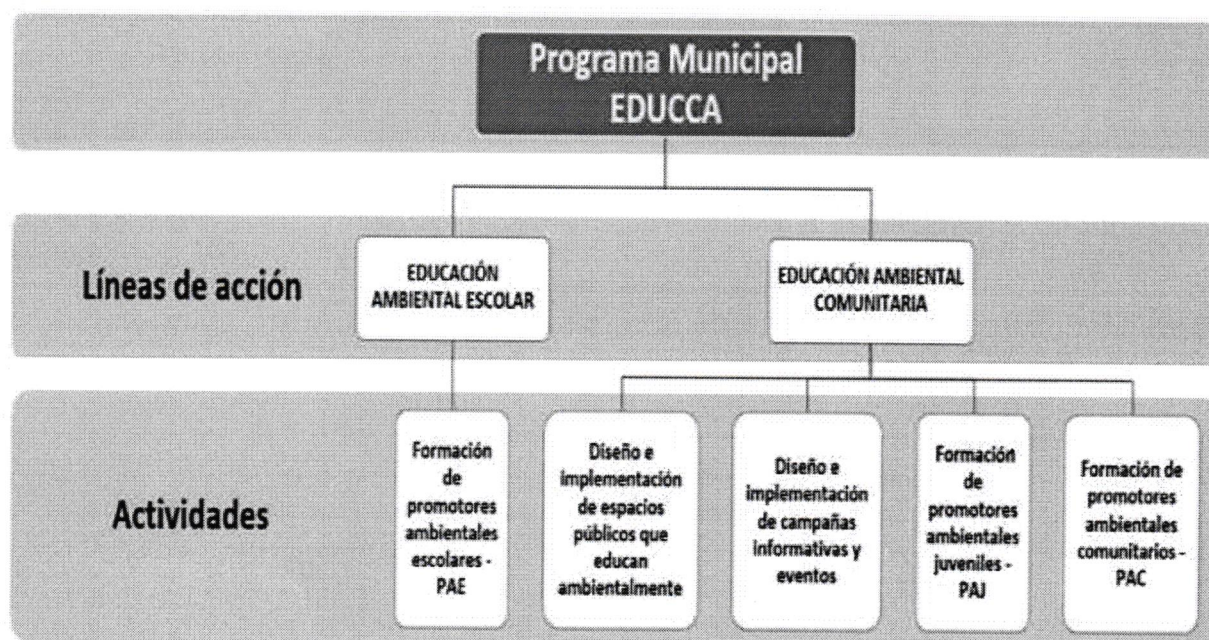 Programa Municipal
EDUCCA
Líneas de acción
EDUCACIÓN
AMBIENTAL ESCOLAR
EDUCACIÓN AMBIENTAL
COMUNITARIA
Actividades
Formación
de
promotores
ambientales
escolares -
PAE
Diseño e
implementación
de espacios
públicos que
educan
ambientalmente
Diseño e
implementación
de campañas
informativas y
eventos
Formación
de
promotores
ambientales
juveniles -
PAJ
Formación de
promotores
ambientales
comunitarios -
PAC